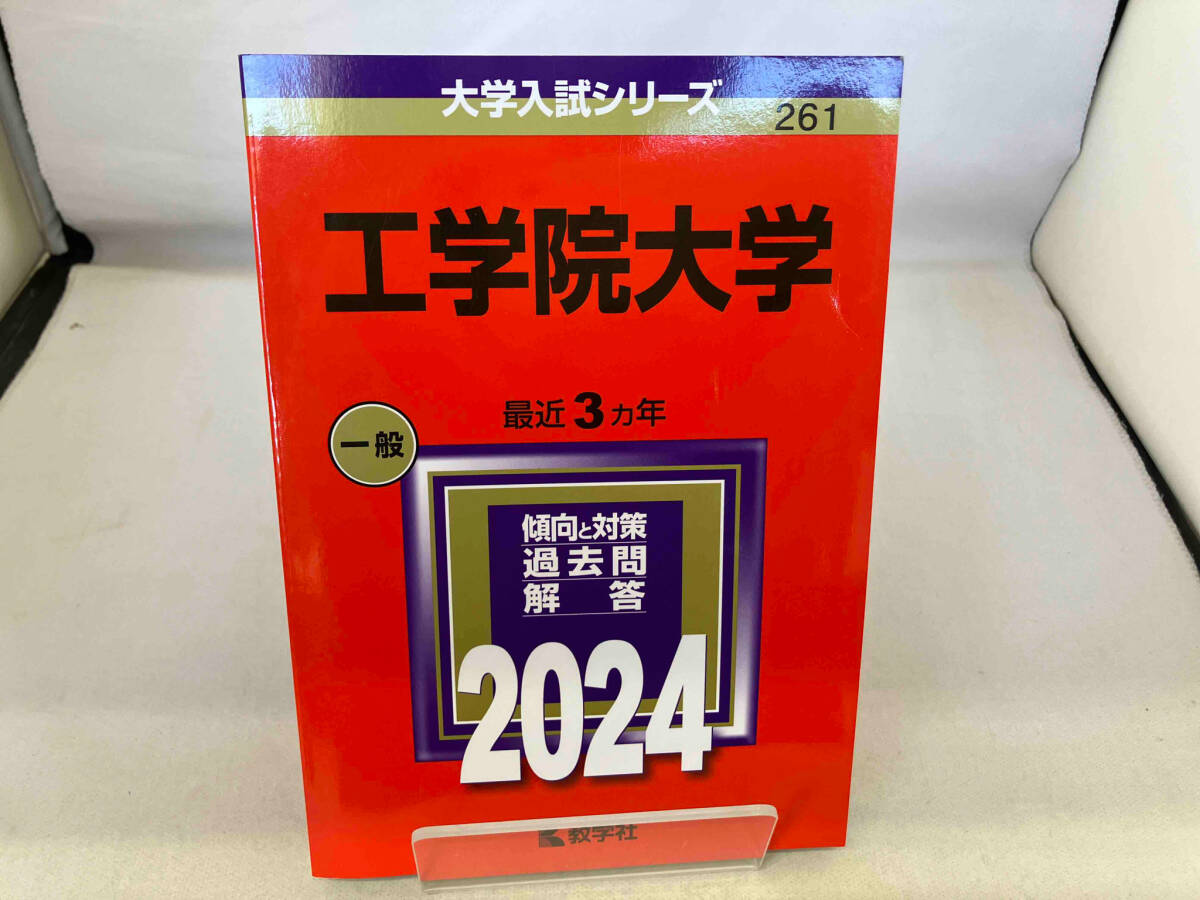 大学入試シリーズ
261
工学院大学
最近3ヵ年
一般
傾向と対策
過去問
解答
2024
教学社